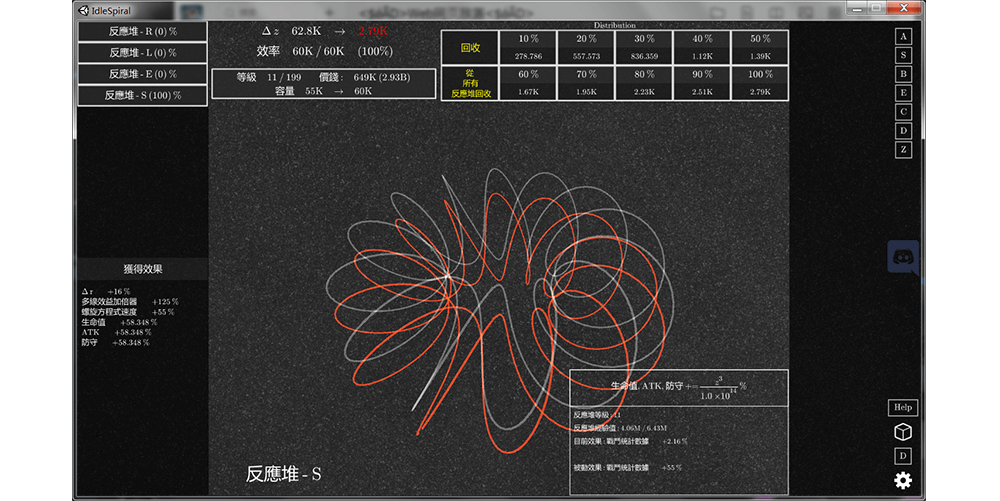 IdleSpiral
反應堆 - R (0) %
反應堆 - L (0) %
反應堆 - E (0) %
反應堆 - S (100) %
Δ z 62.8K → 2.79K
效率 60K / 60K (100%)
等級 11 / 199 價錢 : 649K (2.93B)
容量 55K → 60K
Distribution
回收 10 % 20 % 30 % 40 % 50 %
278.786 557.573 836.359 1.12K 1.39K
從
所有
反應堆回收
60 % 70 % 80 % 90 % 100 %
1.67K 1.95K 2.23K 2.51K 2.79K
A
S
B
E
C
D
Z
獲得效果
Δ r +16 %
多線效益加倍器 +125 %
螺旋方程式速度 +55 %
生命值 +58.348 %
ATK +58.348 %
防守 +58.348 %
生命值, ATK, 防守 += z³ / 1.0 ×10¹⁴ %
反應堆等級 : 11
反應堆經驗值 : 4.06M / 6.43M
目前效果 : 戰鬥統計數據 +2.16 %
被動效果 : 戰鬥統計數據 +55 %
反應堆 - S
Help
D